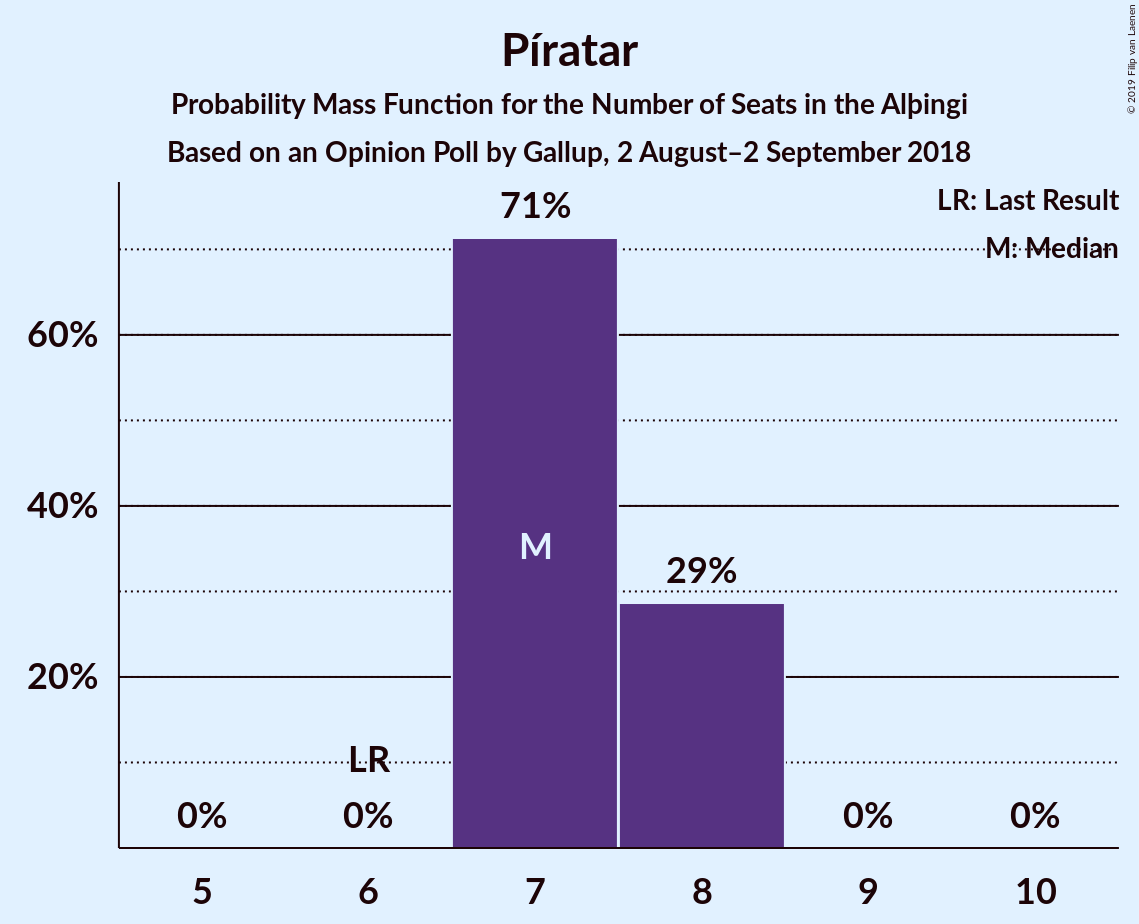 Píratar
Probability Mass Function for the Number of Seats in the Alþingi
Based on an Opinion Poll by Gallup, 2 August–2 September 2018
© 2019 Filip van Laenen
LR: Last Result
M: Median
71%
60%
40%
M
29%
20%
LR
0%
0%
0%
0%
5
6
7
8
9
10